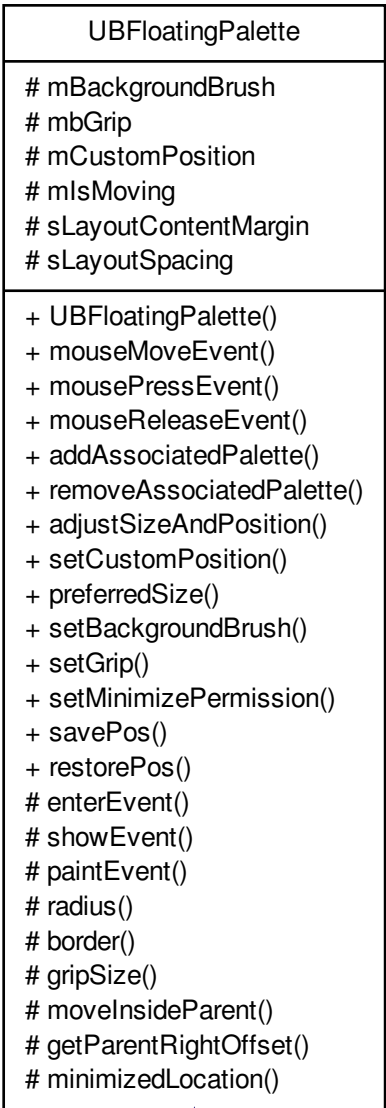 UBFloatingPalette
# mBackgroundBrush
# mbGrip
# mCustomPosition
# mIsMoving
# sLayoutContentMargin
# sLayoutSpacing
+ UBFloatingPalette()
+ mouseMoveEvent()
+ mousePressEvent()
+ mouseReleaseEvent()
+ addAssociatedPalette()
+ removeAssociatedPalette()
+ adjustSizeAndPosition()
+ setCustomPosition()
+ preferredSize()
+ setBackgroundBrush()
+ setGrip()
+ setMinimizePermission()
+ savePos()
+ restorePos()
# enterEvent()
# showEvent()
# paintEvent()
# radius()
# border()
# gripSize()
# moveInsideParent()
# getParentRightOffset()
# minimizedLocation()